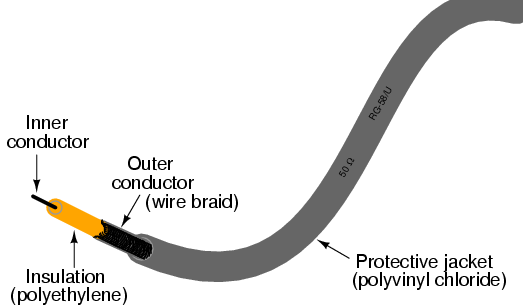 Inner
conductor
Outer
conductor
(wire braid)
Insulation
(polyethylene)
50 Ω
RG-58/U
Protective jacket
(polyvinyl chloride)